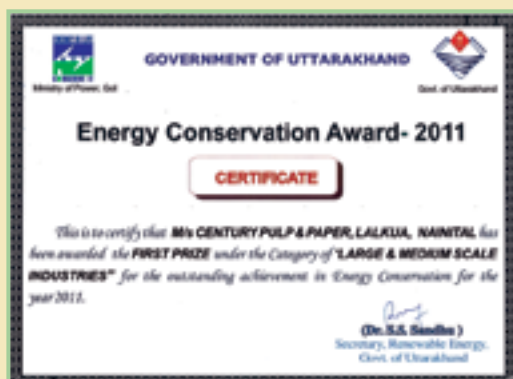 GOVERNMENT OF UTTARAKHAND
Ministry of Power, GoI
Govt. of Uttarakhand
Energy Conservation Award- 2011
CERTIFICATE
This is to certify that M/s CENTURY PULP & PAPER, LALKUA, NAINITAL has
been awarded the FIRST PRIZE under the Category of "LARGE & MEDIUM SCALE
INDUSTRIES" for the outstanding achievement in Energy Conservation for the
year 2011.
(Dr. S.S. Sandhu )
Secretary, Renewable Energy.
Govt. of Uttarakhand